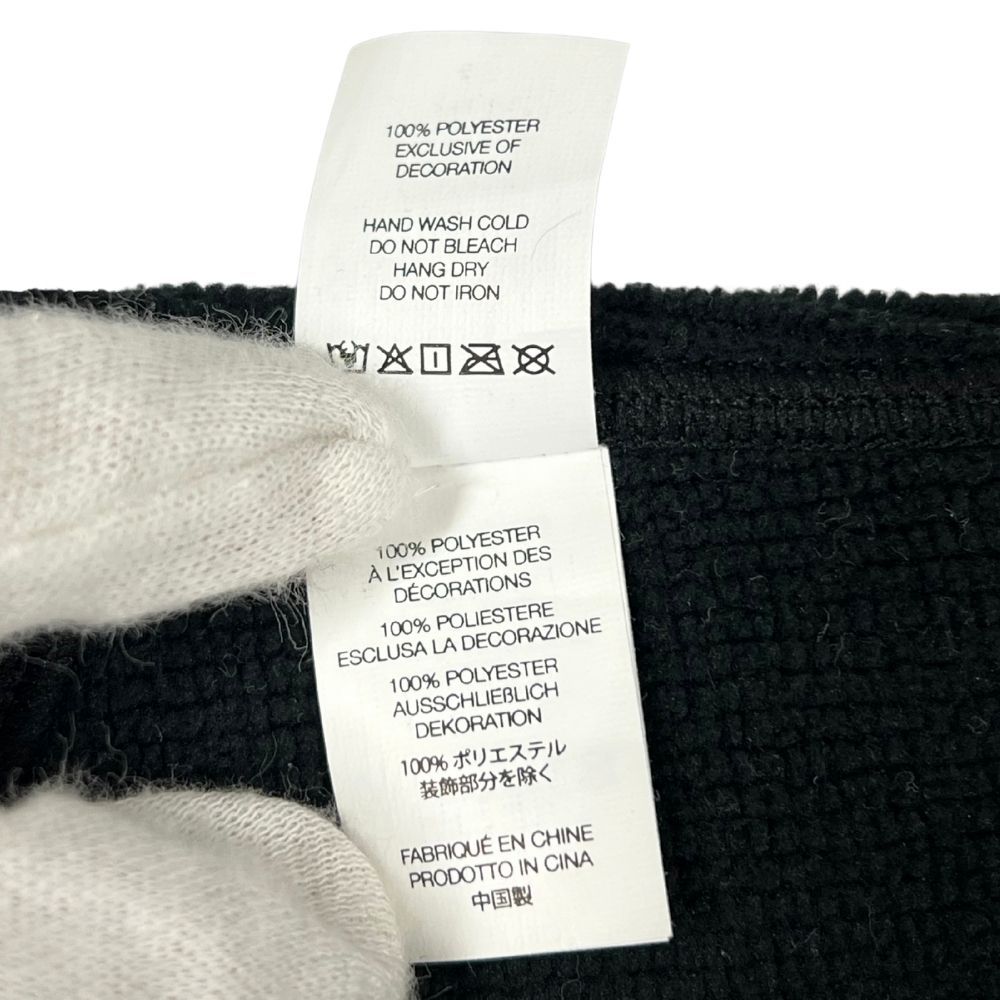 100% POLYESTER
EXCLUSIVE OF
DECORATION
HAND WASH COLD
DO NOT BLEACH
HANG DRY
DO NOT IRON
100% POLYESTER
À L'EXCEPTION DES
DÉCORATIONS
100% POLIESTERE
ESCLUSA LA DECORAZIONE
100% POLYESTER
AUSSCHLIEßLICH
DEKORATION
100% ポリエステル
装飾部分を除く
FABRIQUÉ EN CHINE
PRODOTTO IN CINA
中国製